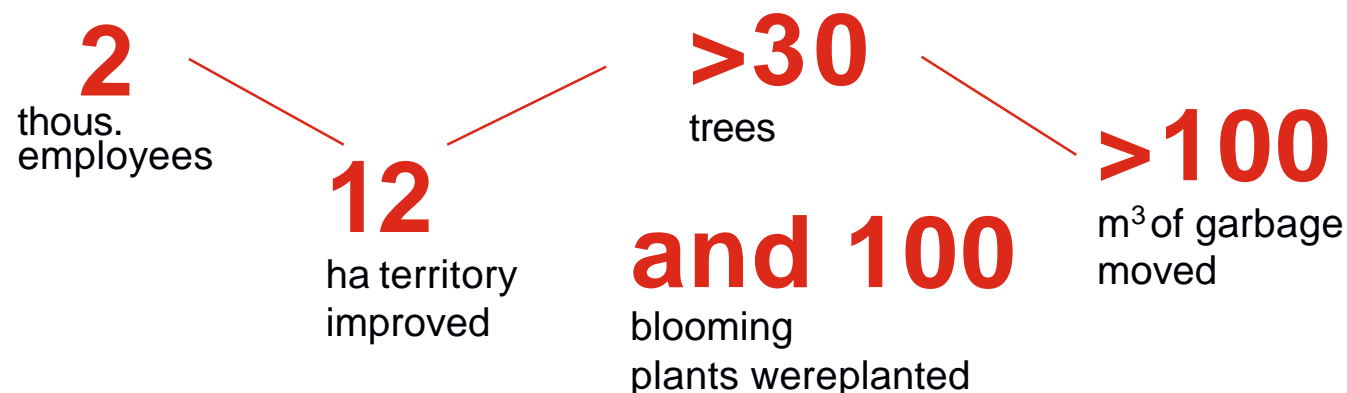 2
thous.
employees
12
ha territory
improved
>30
trees
and 100
blooming
plants wereplanted
>100
m³ of garbage
moved